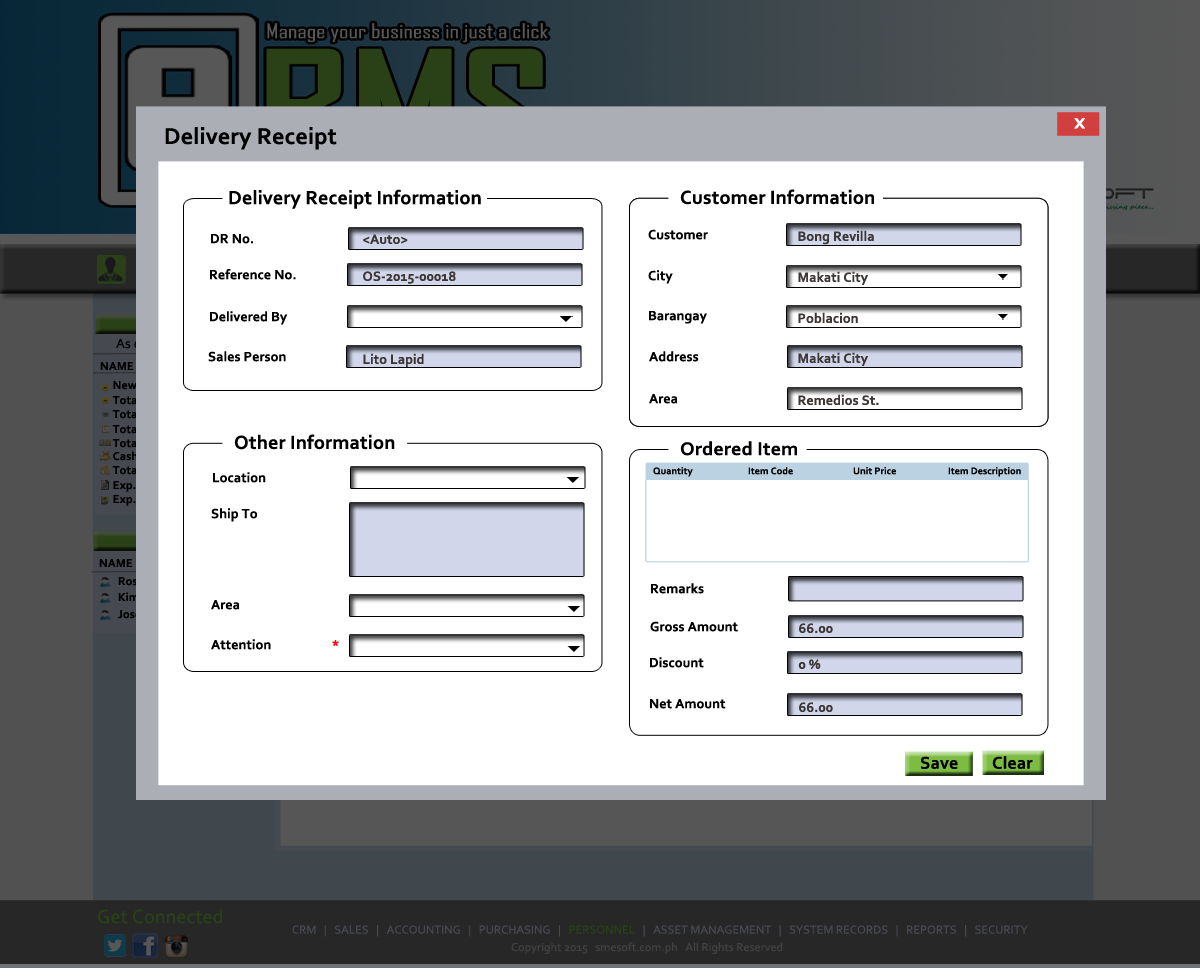 Manage your business in just a click
BMS
Delivery Receipt
X
Delivery Receipt Information
DR No. <Auto>
Reference No. OS-2015-00018
Delivered By
Sales Person Lito Lapid
Customer Information
Customer Bong Revilla
City Makati City
Barangay Poblacion
Address Makati City
Area Remedios St.
Other Information
Location
Ship To
Area
Attention *
Ordered Item
Quantity Item Code Unit Price Item Description
Remarks
Gross Amount 66.00
Discount 0 %
Net Amount 66.00
Save Clear
As
NAME
New
Tota
Tota
Tota
Tota
Cash
Tota
Exp.
Exp.
NAME
Ros
Kim
Jos
Get Connected
CRM | SALES | ACCOUNTING | PURCHASING | PERSONNEL | ASSET MANAGEMENT | SYSTEM RECORDS | REPORTS | SECURITY
Copyright 2015 smesoft.com.ph All Rights Reserved